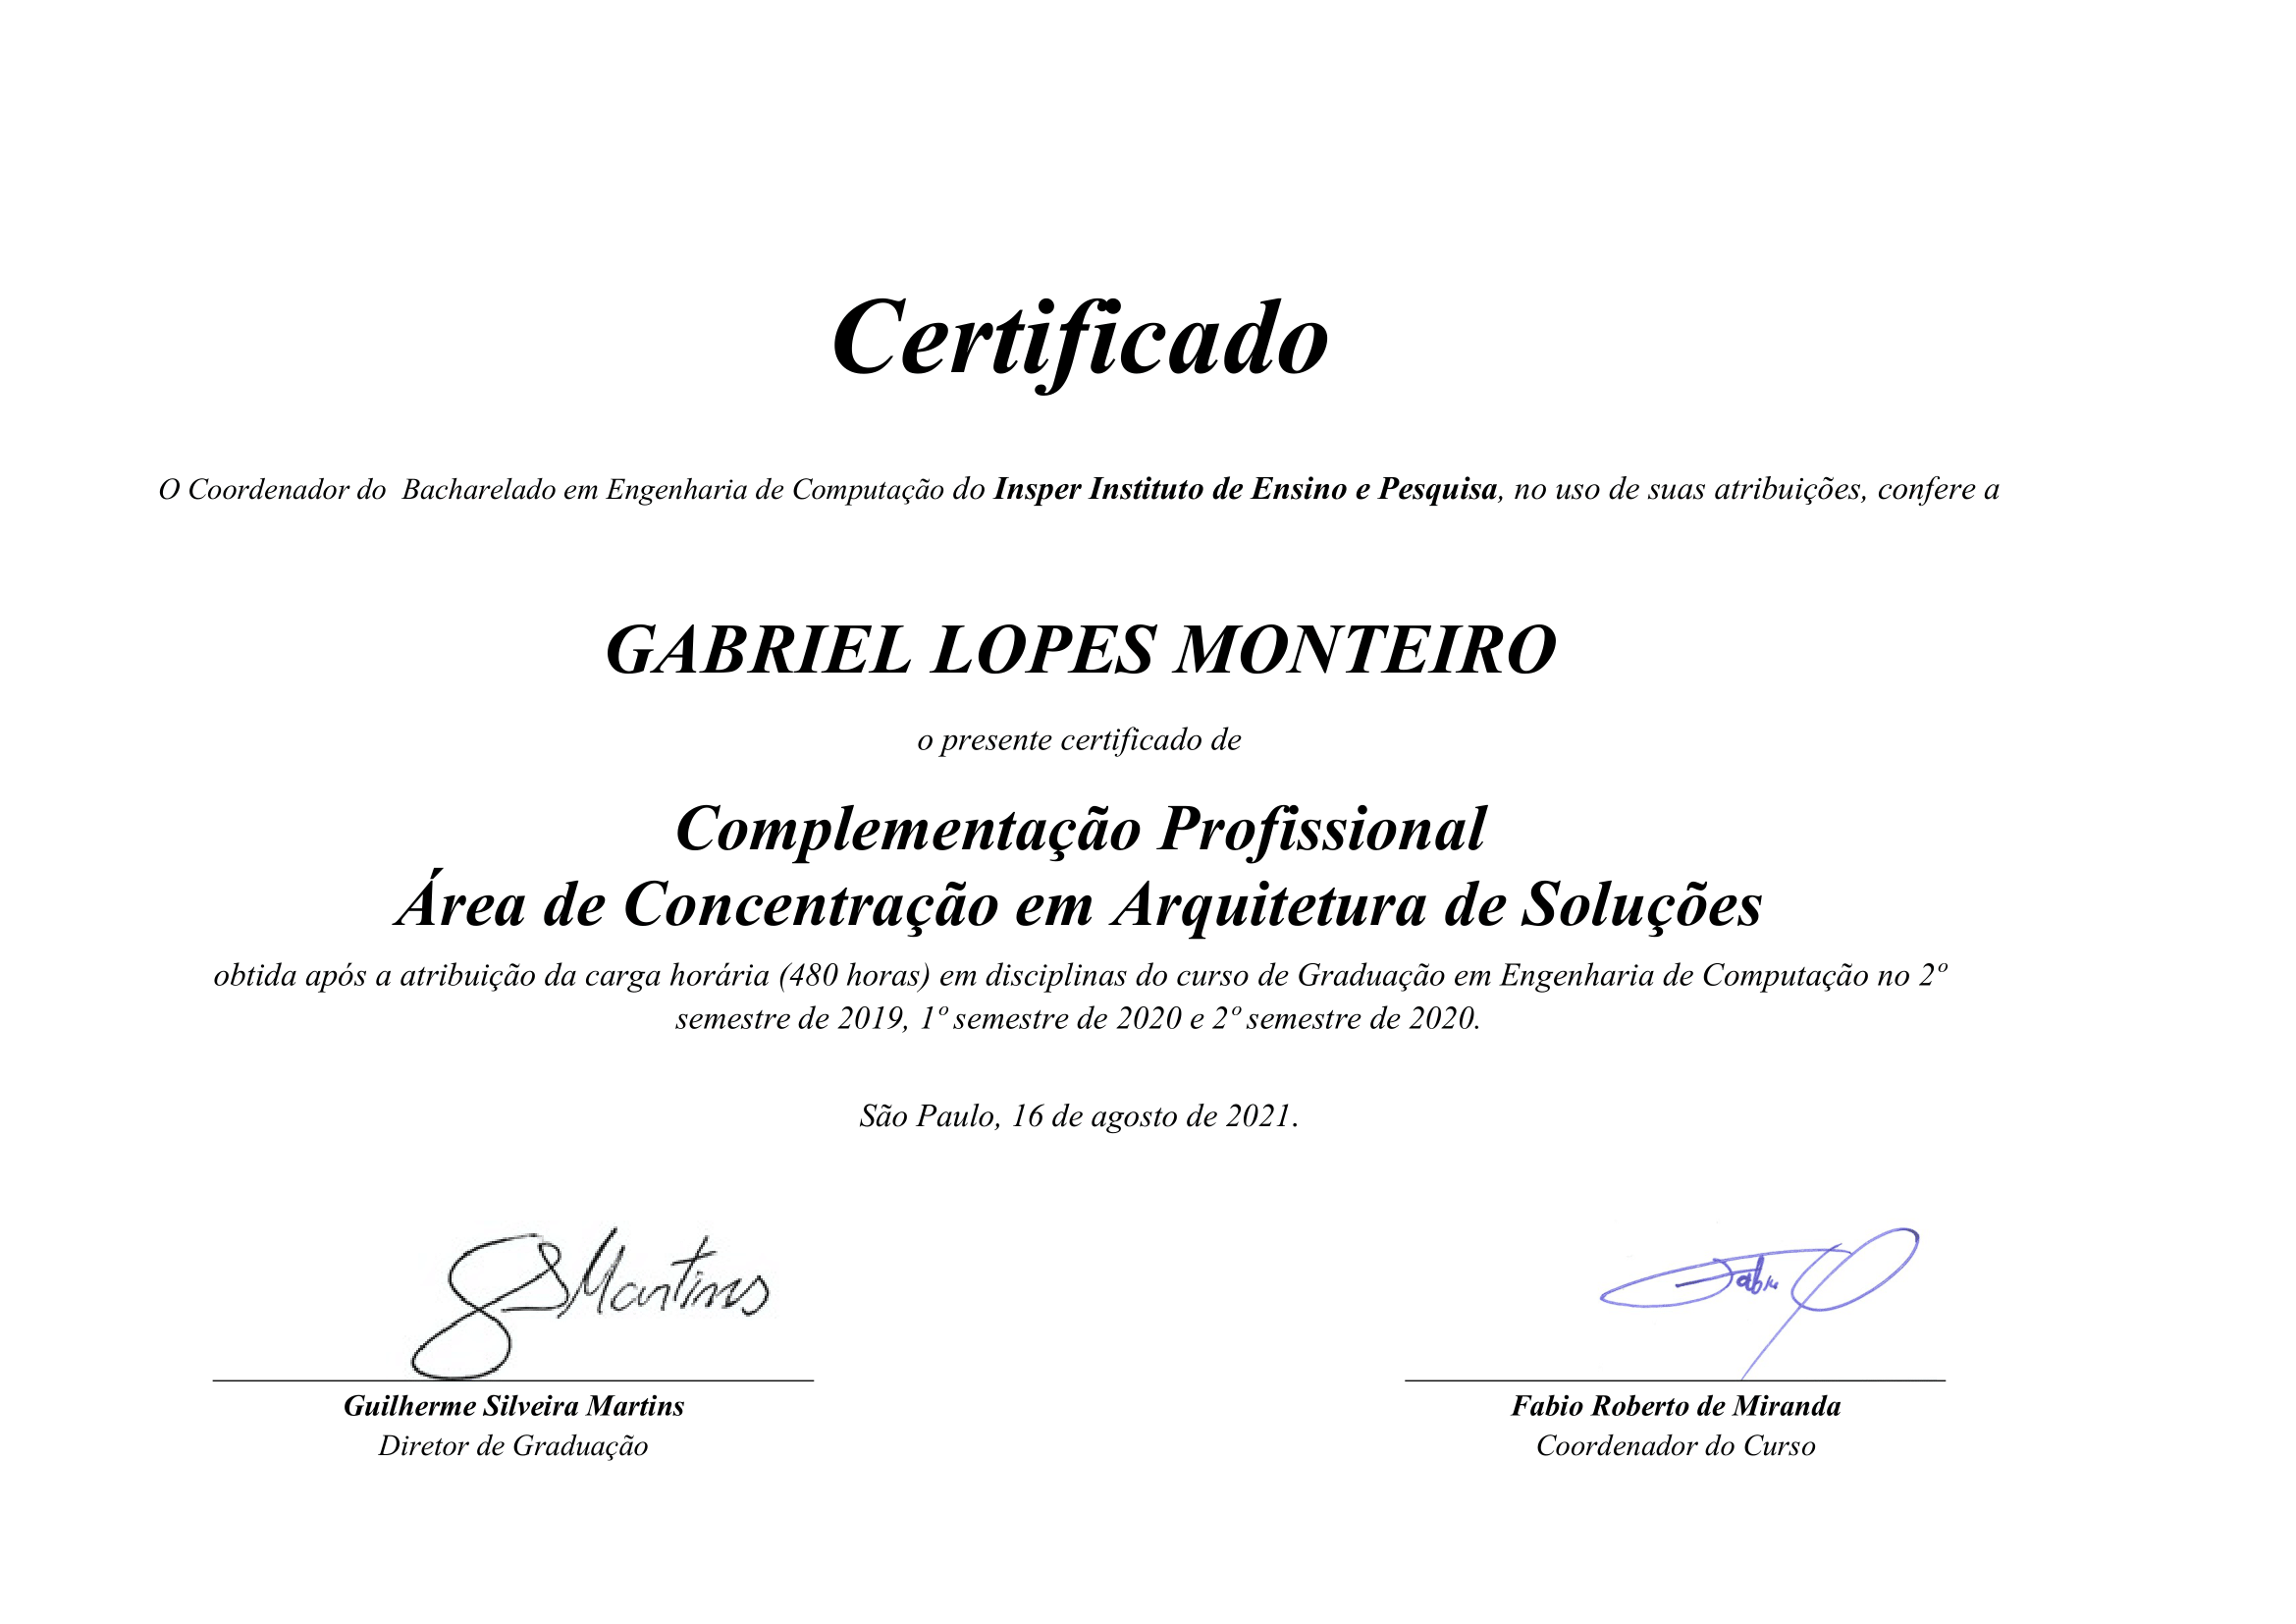 Certificado
O Coordenador do  Bacharelado em Engenharia de Computação do Insper Instituto de Ensino e Pesquisa, no uso de suas atribuições, confere a
GABRIEL LOPES MONTEIRO
o presente certificado de
Complementação Profissional
Área de Concentração em Arquitetura de Soluções
obtida após a atribuição da carga horária (480 horas) em disciplinas do curso de Graduação em Engenharia de Computação no 2º
semestre de 2019, 1º semestre de 2020 e 2º semestre de 2020.
São Paulo, 16 de agosto de 2021.
GSMartins
Guilherme Silveira Martins
Diretor de Graduação
Fabio Roberto de Miranda
Coordenador do Curso